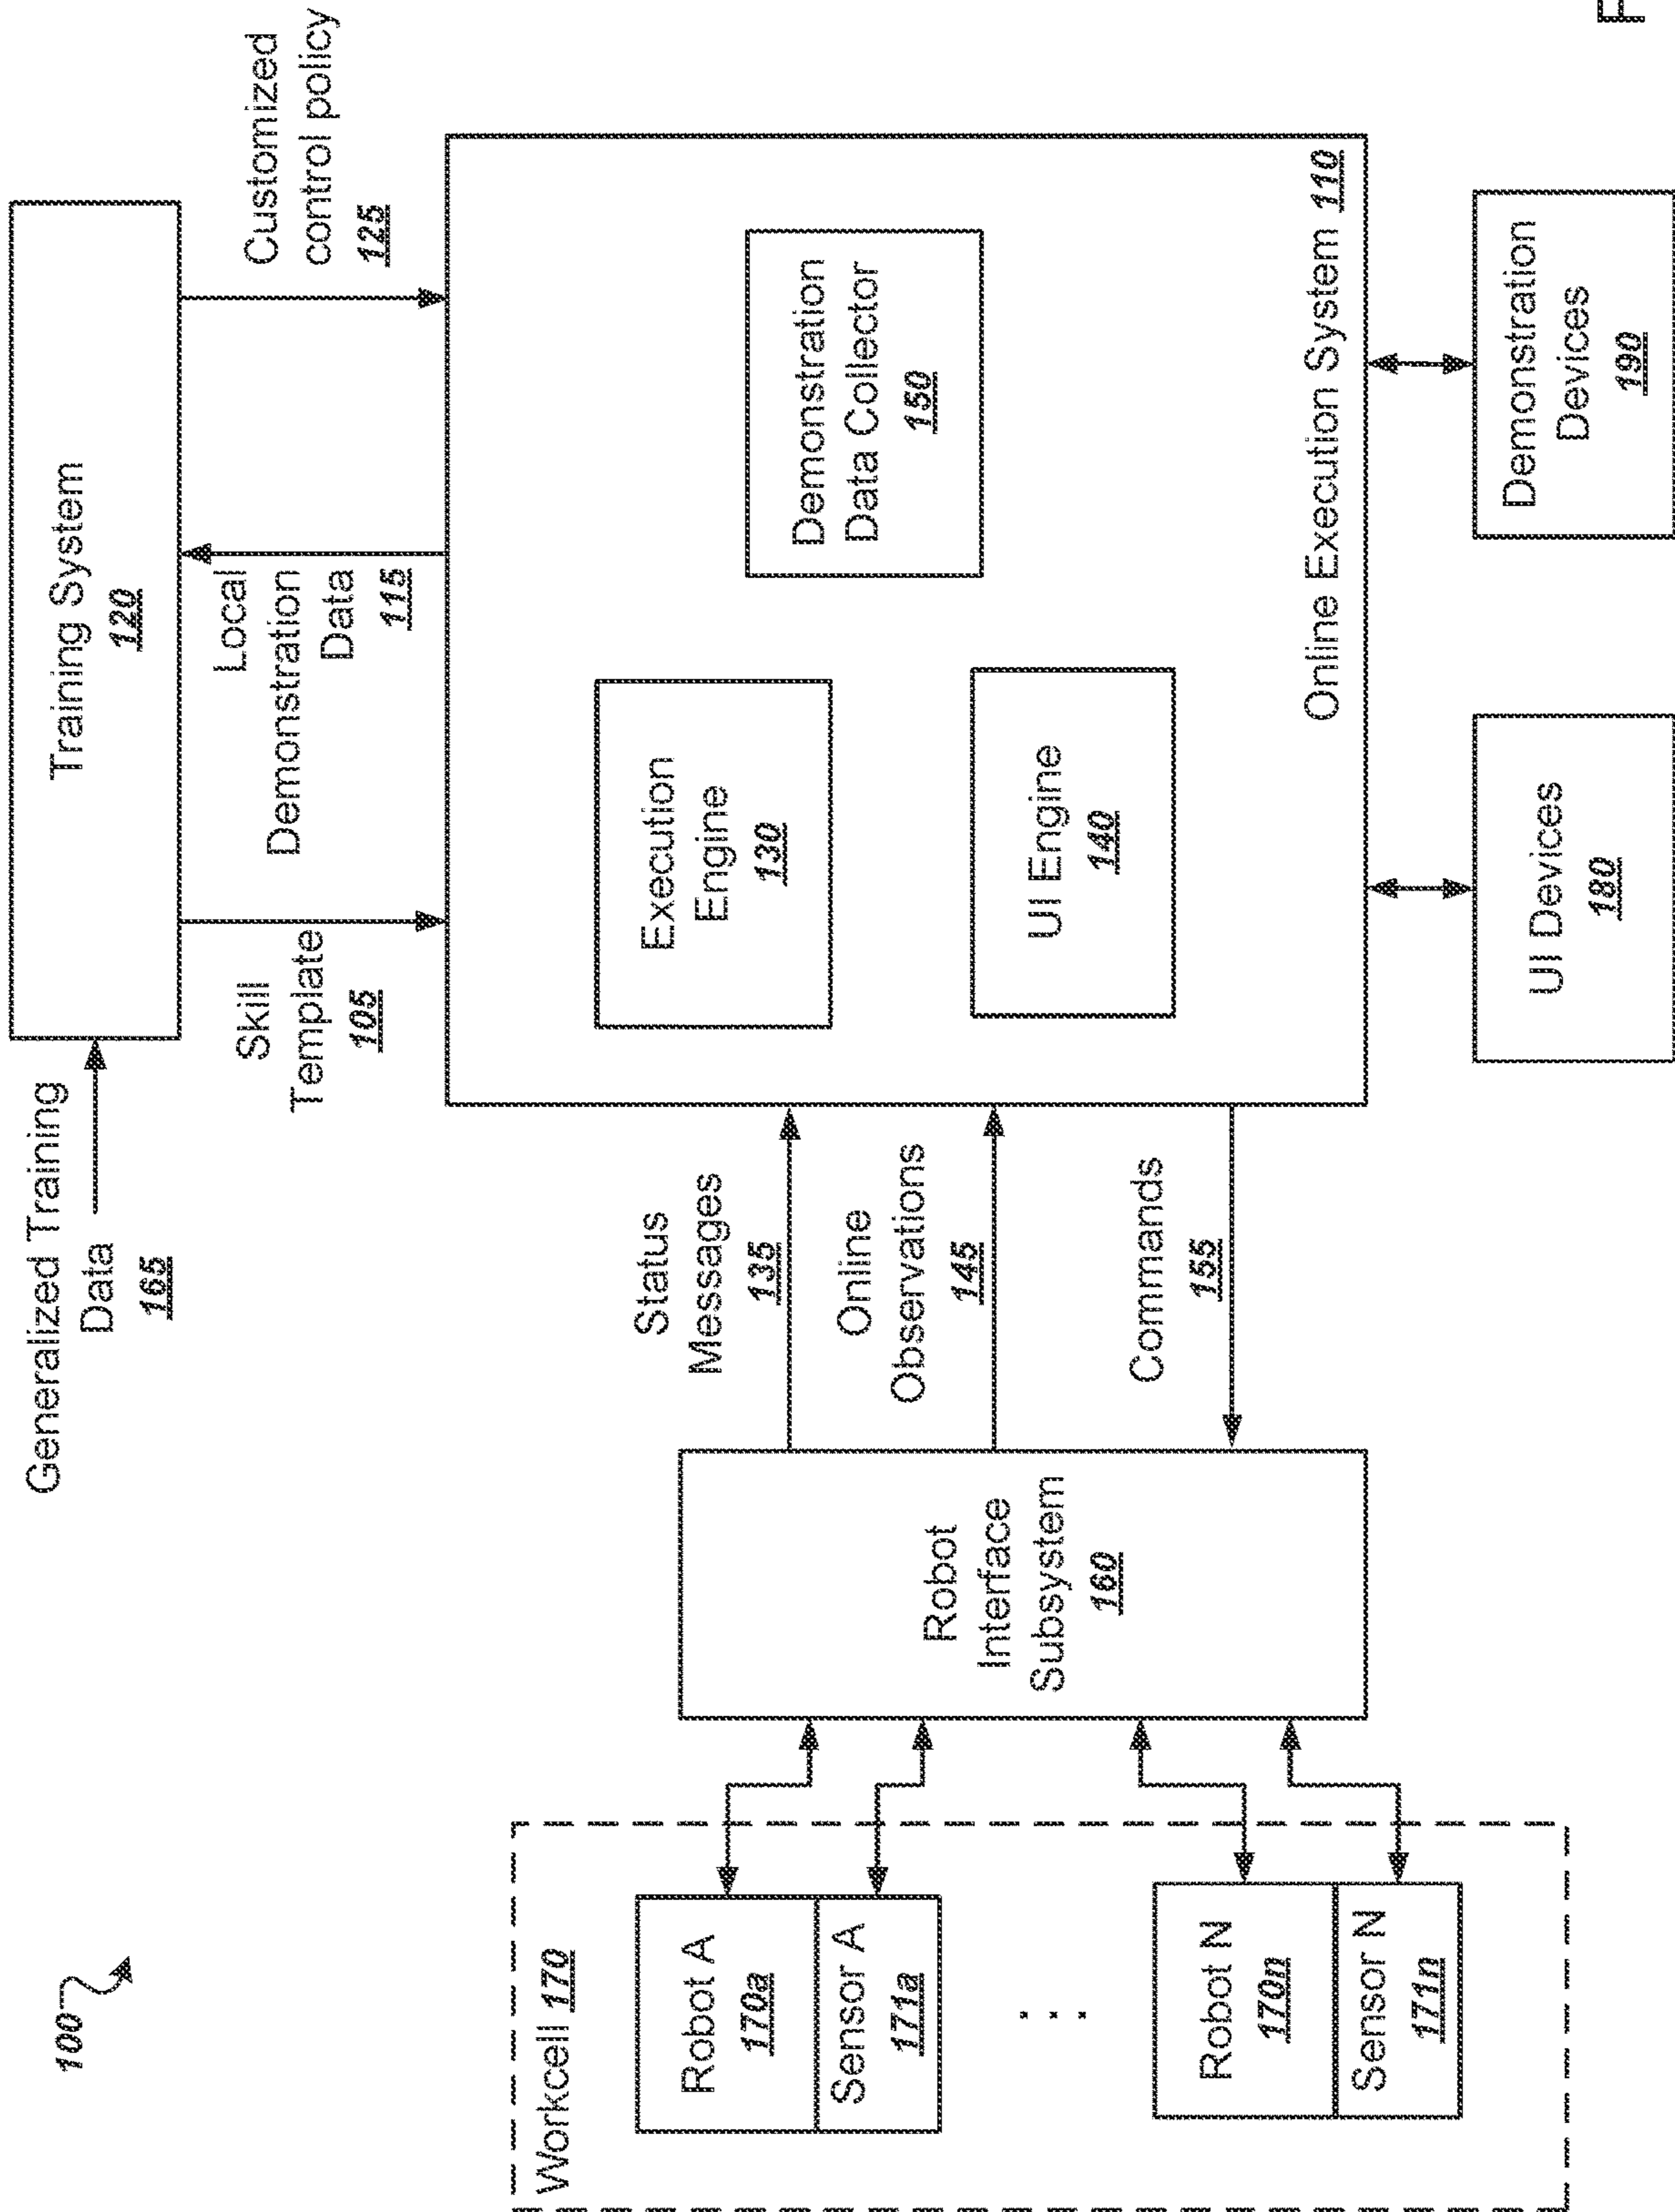 100
Generalized Training
Data
165
Training System
120
Skill
Template
105
Local
Demonstration
Data
115
Customized
control policy
125
Workcell 170
Robot A
170a
Sensor A
171a
. . .
Robot N
170n
Sensor N
171n
Robot
Interface
Subsystem
160
Status
Messages
135
Online
Observations
145
Commands
155
Execution
Engine
130
UI Engine
140
Demonstration
Data Collector
150
Online Execution System 110
UI Devices
180
Demonstration
Devices
190